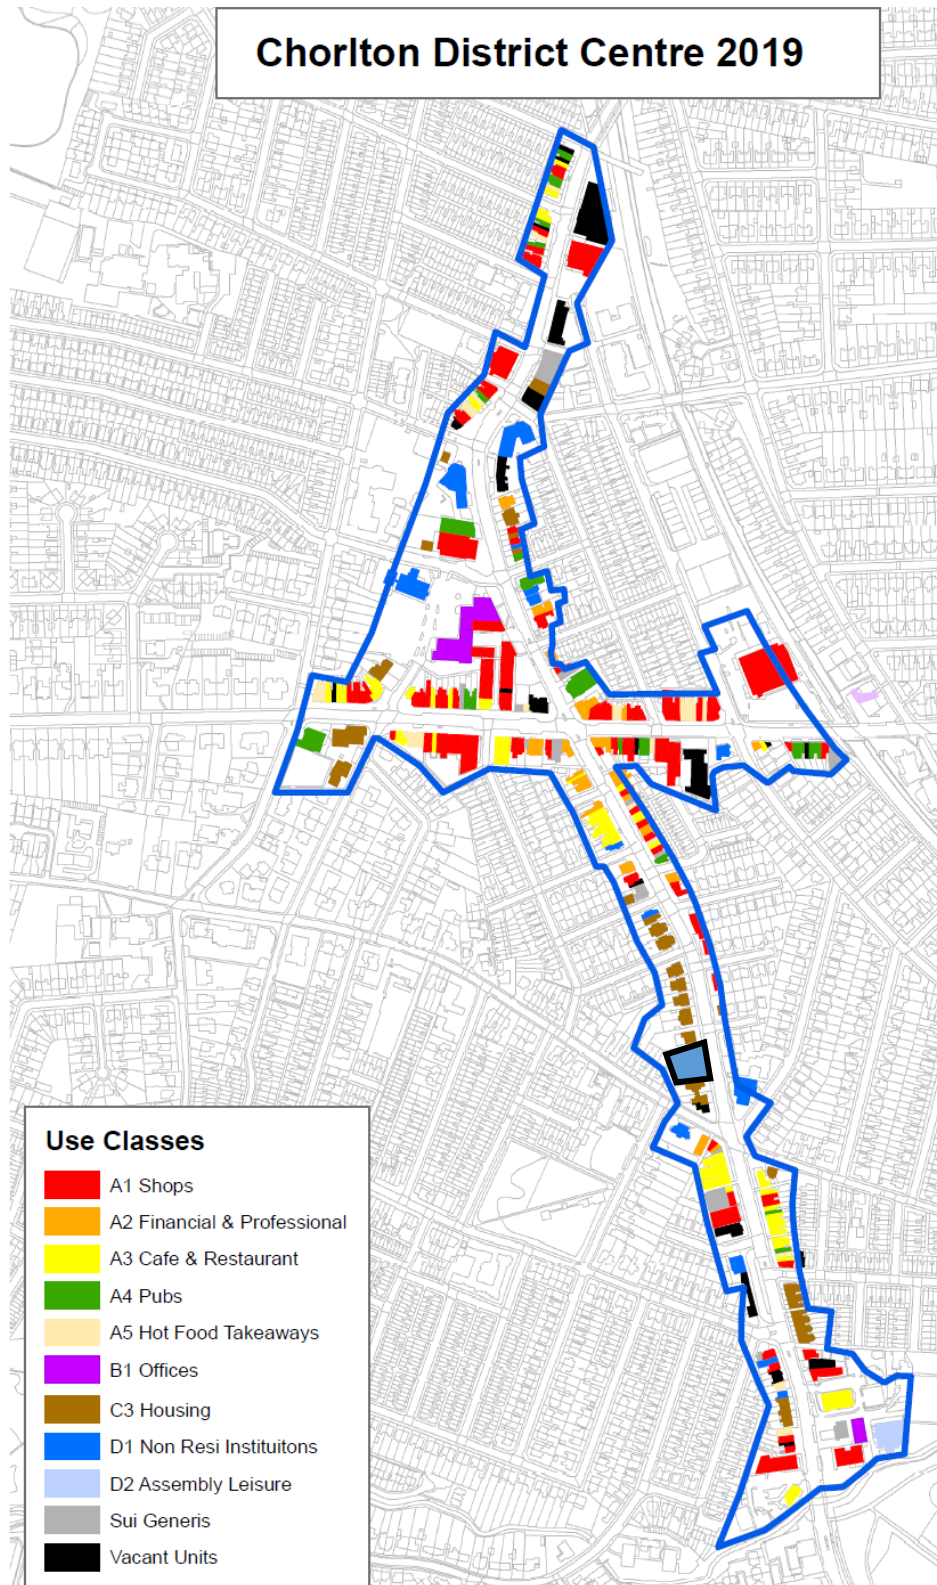 Chorlton District Centre 2019
Use Classes
A1 Shops
A2 Financial & Professional
A3 Cafe & Restaurant
A4 Pubs
A5 Hot Food Takeaways
B1 Offices
C3 Housing
D1 Non Resi Instituitons
D2 Assembly Leisure
Sui Generis
Vacant Units